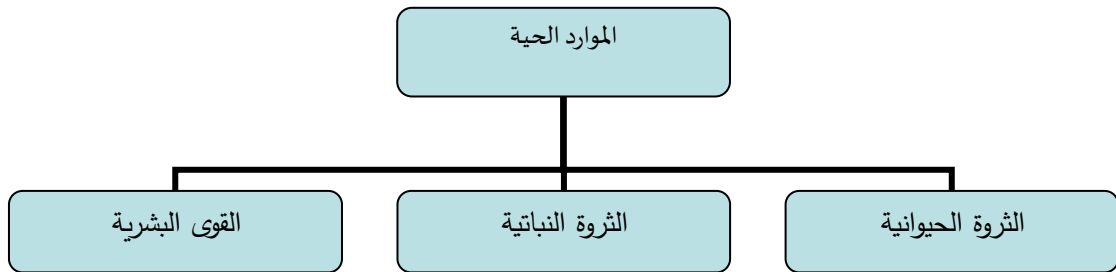 الموارد الحية
الثروة الحيوانية
الثروة النباتية
القوى البشرية